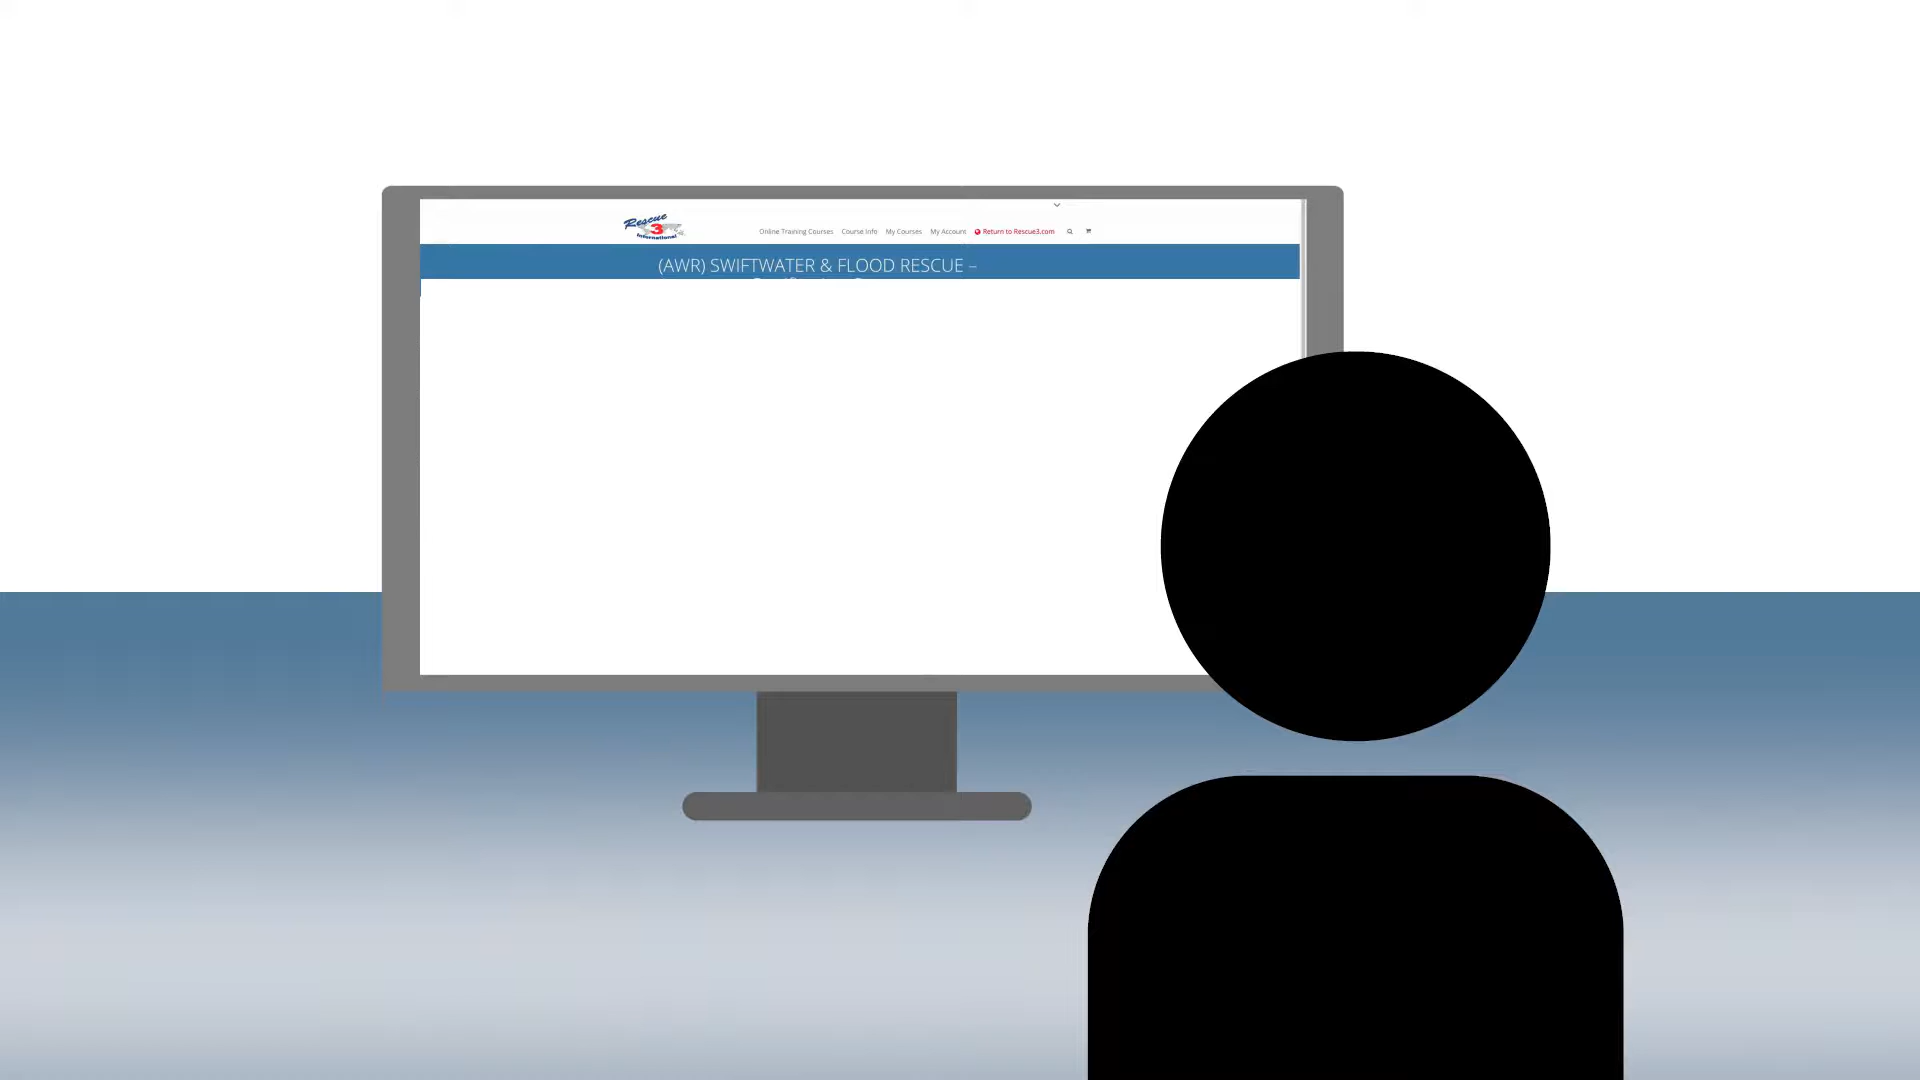 Rescue
3
International
Online Training Courses Course Info My Courses My Account Return to Rescue3.com
(AWR) SWIFTWATER & FLOOD RESCUE –